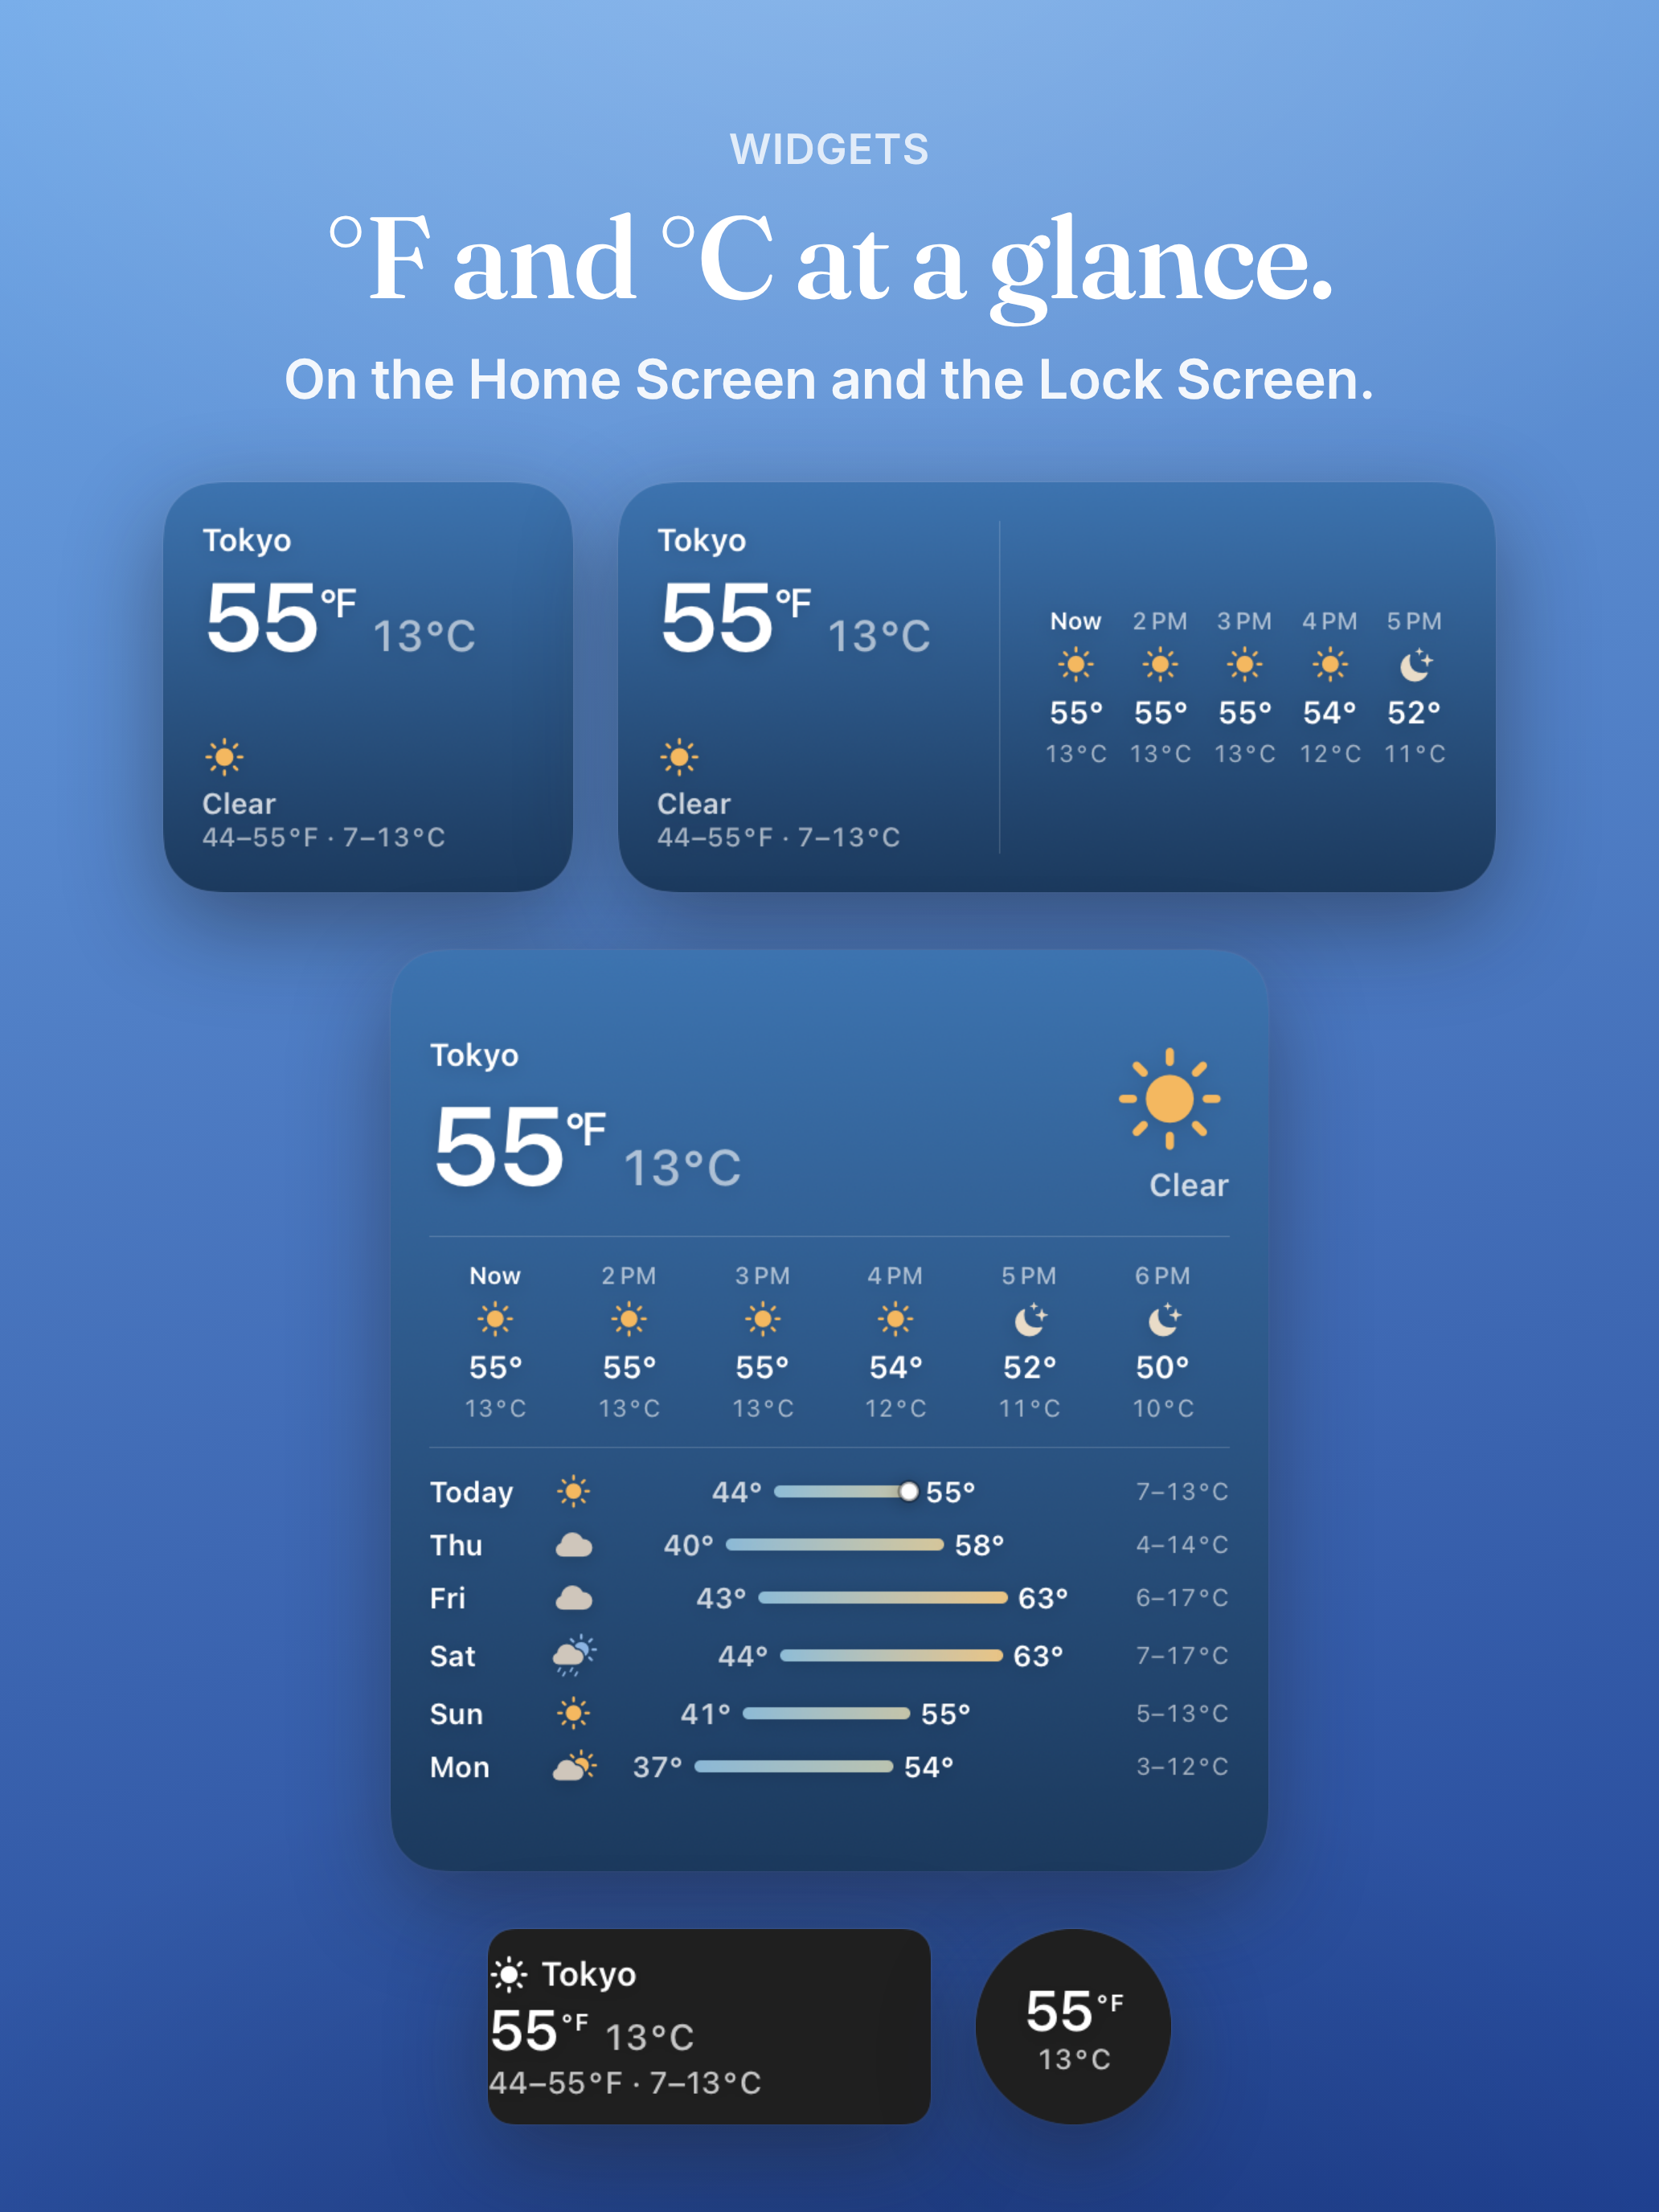 WIDGETS
°F and °C at a glance.
On the Home Screen and the Lock Screen.
Tokyo
55°F 13°C
Clear
44–55°F · 7–13°C
Tokyo
55°F 13°C
Clear
44–55°F · 7–13°C
Now 2 PM 3 PM 4 PM 5 PM
55° 55° 55° 54° 52°
13°C 13°C 13°C 12°C 11°C
Tokyo
55°F 13°C
Clear
Now 2 PM 3 PM 4 PM 5 PM 6 PM
55° 55° 55° 54° 52° 50°
13°C 13°C 13°C 12°C 11°C 10°C
Today 44° 55° 7–13°C
Thu 40° 58° 4–14°C
Fri 43° 63° 6–17°C
Sat 44° 63° 7–17°C
Sun 41° 55° 5–13°C
Mon 37° 54° 3–12°C
Tokyo
55°F 13°C
44–55°F · 7–13°C
55°F
13°C